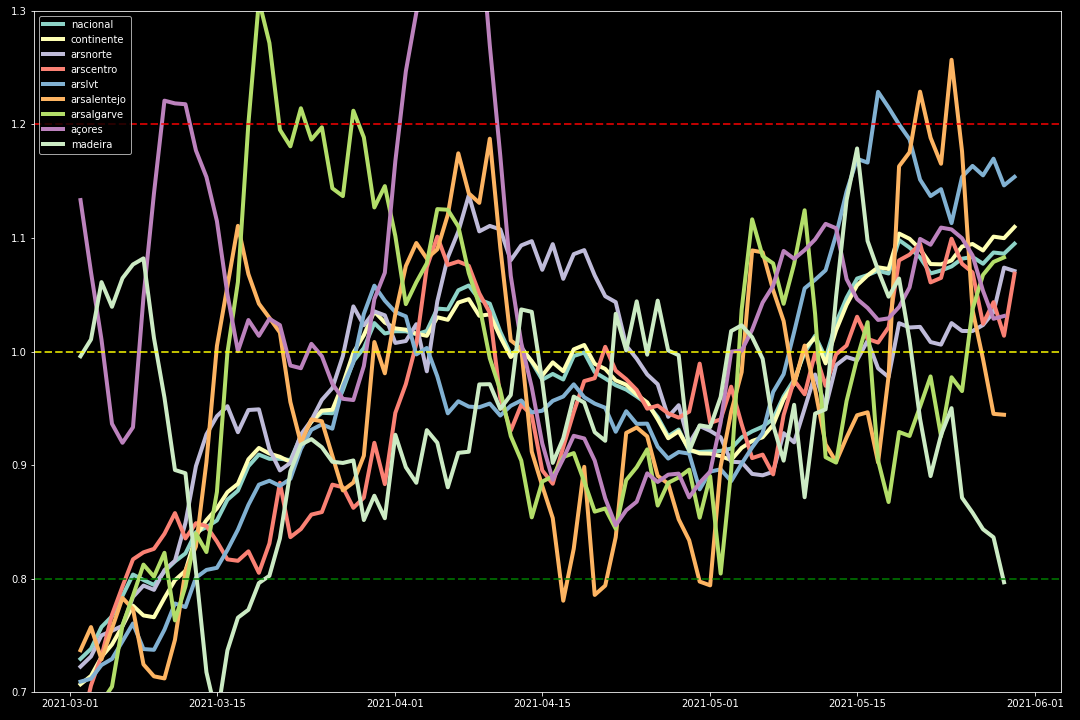 1.3
1.2
1.1
1.0
0.9
0.8
0.7
nacional
continente
arsnorte
arscentro
arslvt
arsalentejo
arsalgarve
açores
madeira
2021-03-01 2021-03-15 2021-04-01 2021-04-15 2021-05-01 2021-05-15 2021-06-01